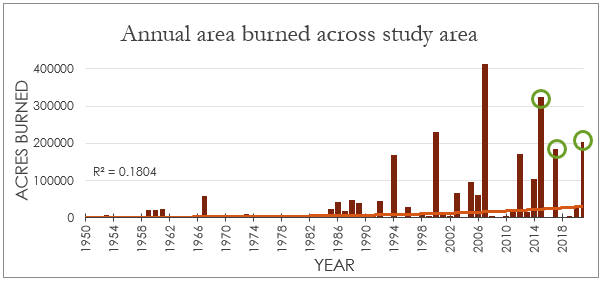 Annual area burned across study area
ACRES BURNED
400000
300000
200000
100000
0
R² = 0.1804
1950 1954 1958 1962 1966 1970 1974 1978 1982 1986 1990 1994 1998 2002 2006 2010 2014 2018
YEAR